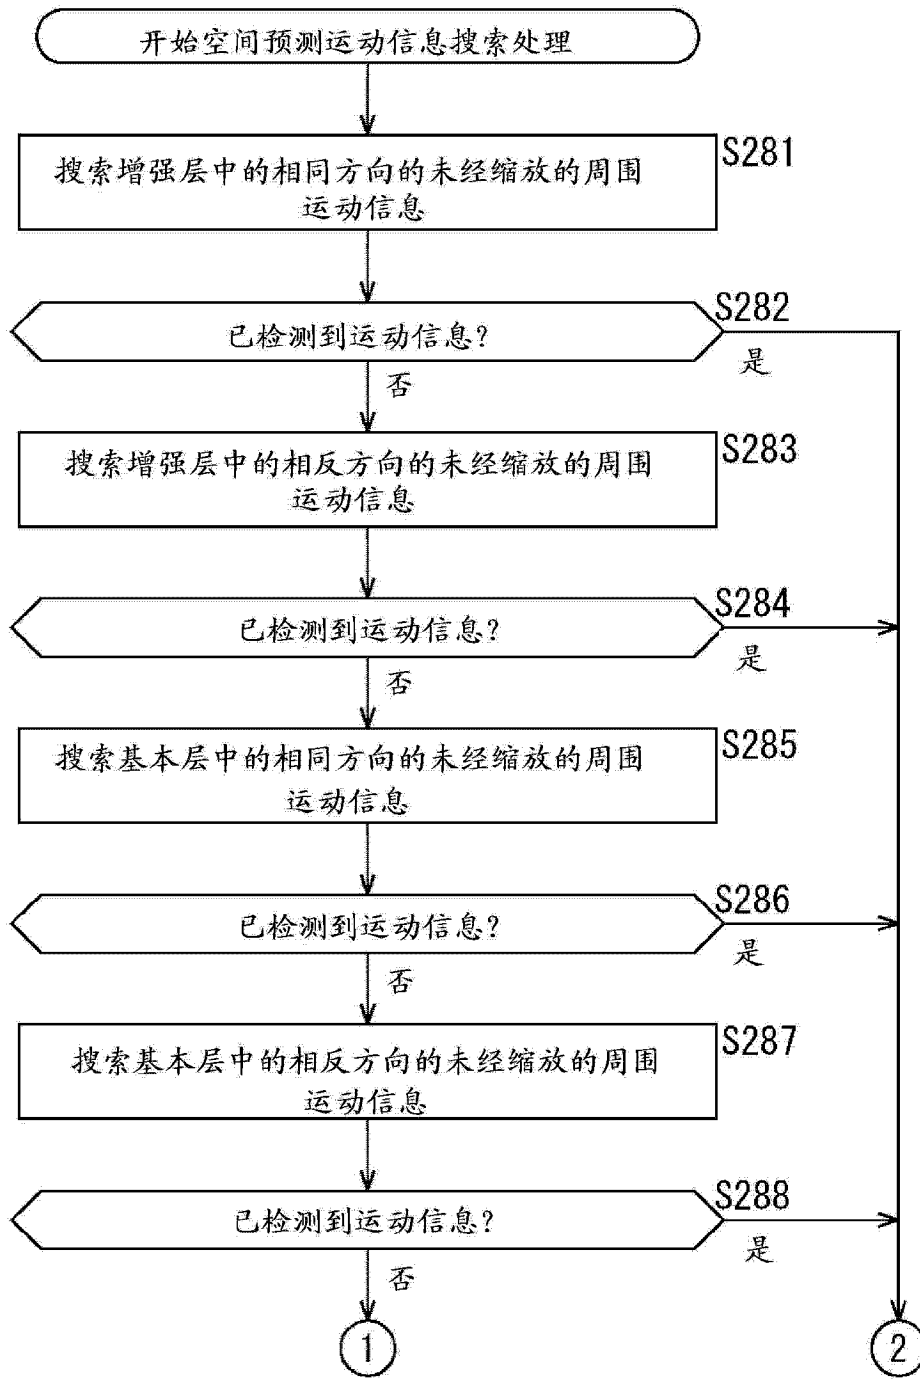 开始空间预测运动信息搜索处理
S281
搜索增强层中的相同方向的未经缩放的周围
运动信息
S282
已检测到运动信息?
是
否
S283
搜索增强层中的相反方向的未经缩放的周围
运动信息
S284
已检测到运动信息?
是
否
S285
搜索基本层中的相同方向的未经缩放的周围
运动信息
S286
已检测到运动信息?
是
否
S287
搜索基本层中的相反方向的未经缩放的周围
运动信息
S288
已检测到运动信息?
是
否
1
2